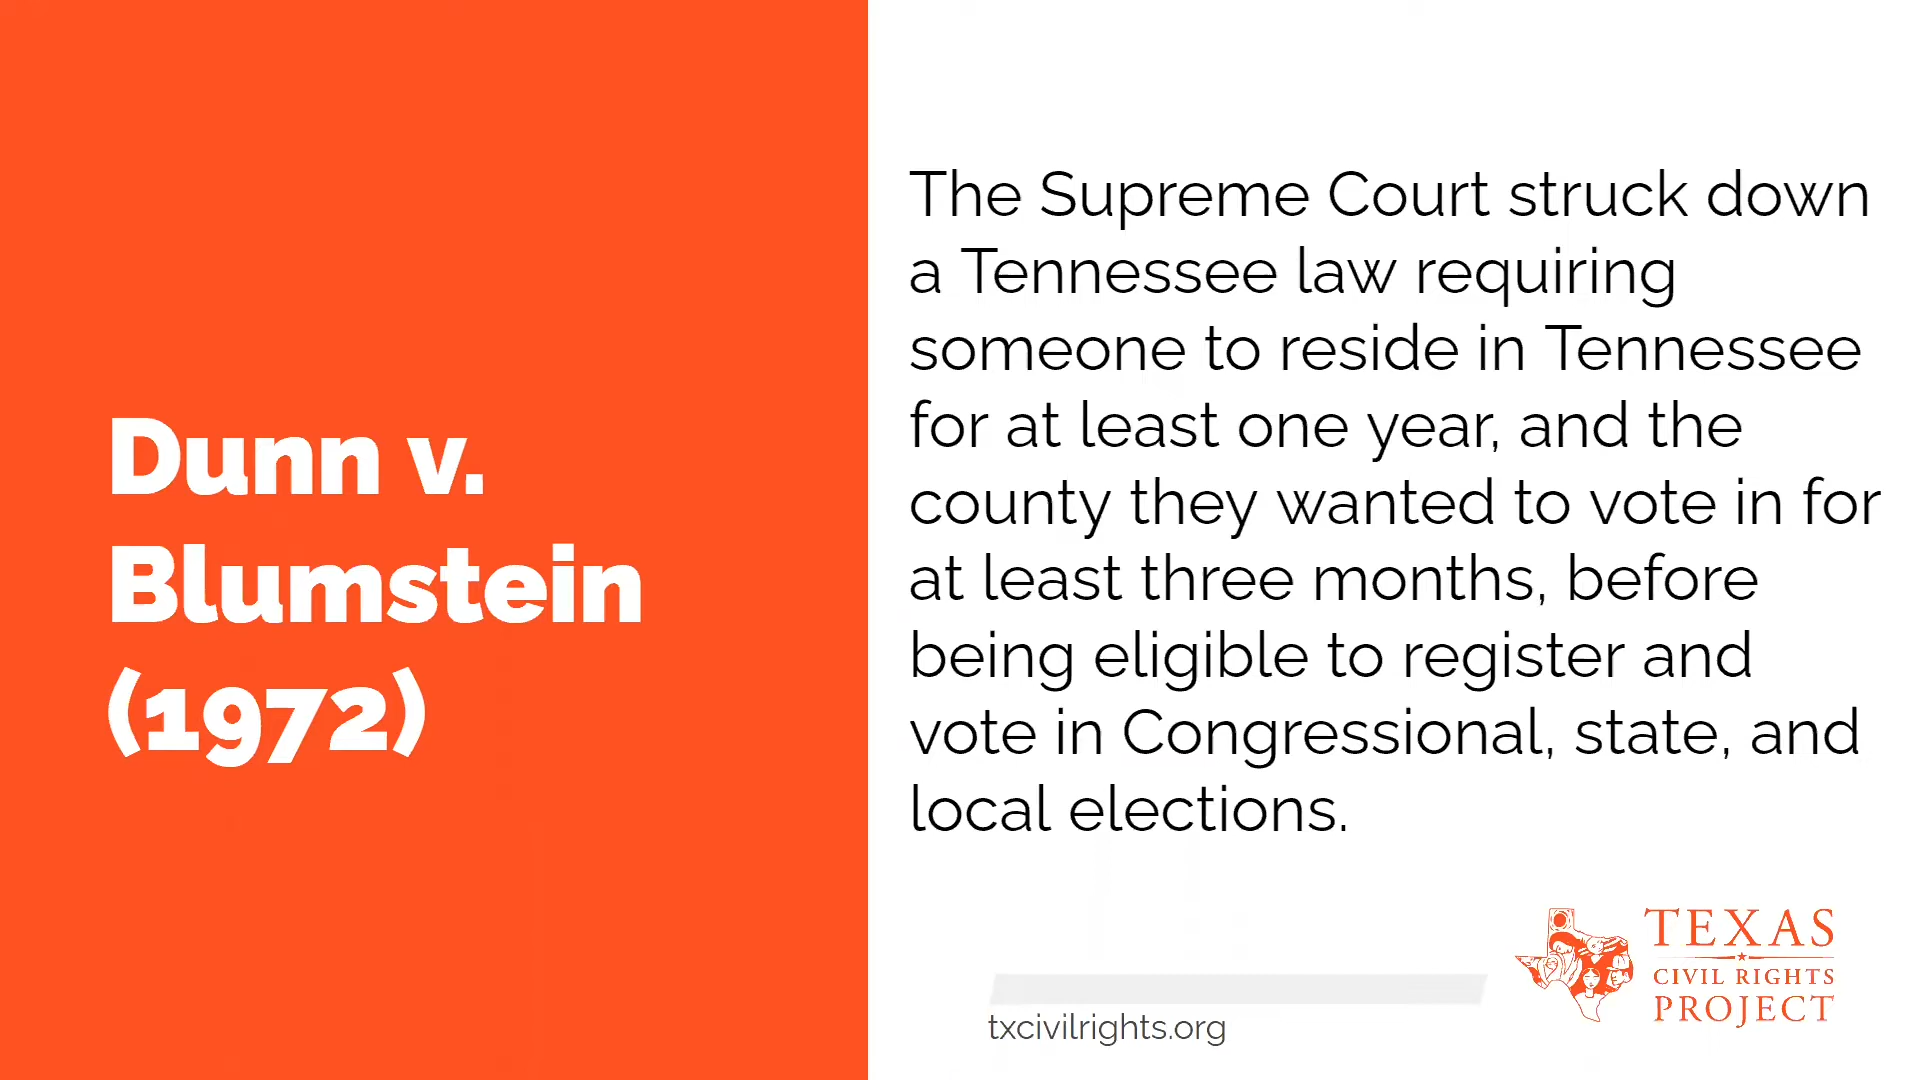 Dunn v.
Blumstein
(1972)
The Supreme Court struck down
a Tennessee law requiring
someone to reside in Tennessee
for at least one year, and the
county they wanted to vote in for
at least three months, before
being eligible to register and
vote in Congressional, state, and
local elections.
txcivilrights.org
TEXAS
CIVIL RIGHTS
PROJECT